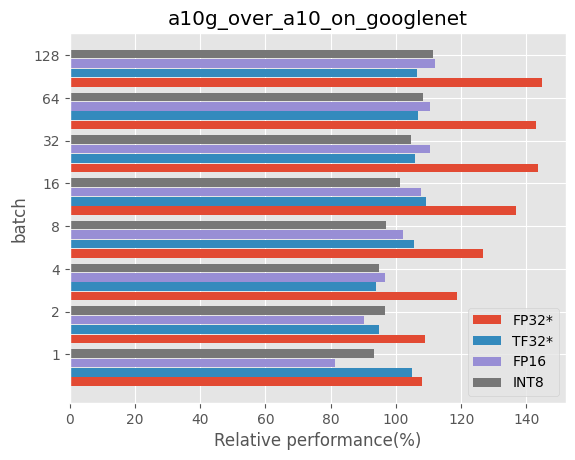 a10g_over_a10_on_googlenet
batch
128
64
32
16
8
4
2
1
0
20
40
60
80
100
120
140
Relative performance(%)
FP32*
TF32*
FP16
INT8